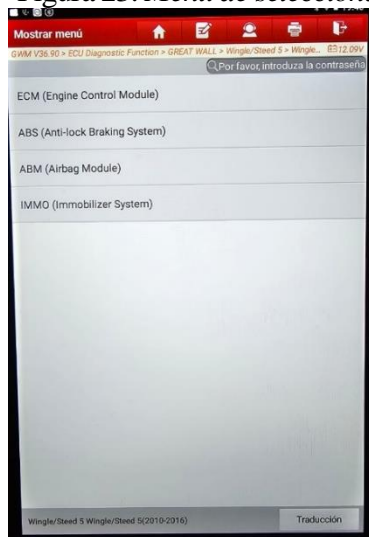 Mostrar menú
GWM V36.90 > ECU Diagnostic Function > GREAT WALL > Wingle/Steed 5 > Wingle.. 12.09V
Por favor, introduza la contraseña
ECM (Engine Control Module)
ABS (Anti-lock Braking System)
ABM (Airbag Module)
IMMO (Immobilizer System)
Wingle/Steed 5 Wingle/Steed 5(2010-2016)
Traducción